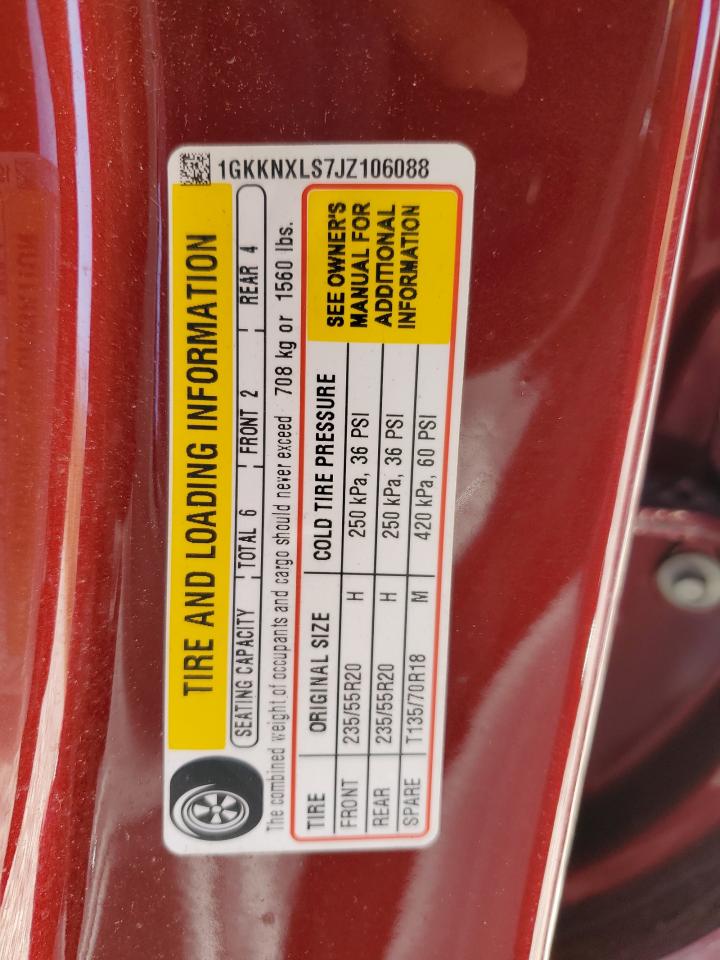 1GKKNXLS7JZ106088
TIRE AND LOADING INFORMATION
SEATING CAPACITY TOTAL 6 FRONT 2 REAR 4
The combined weight of occupants and cargo should never exceed 708 kg or 1560 lbs.
TIRE ORIGINAL SIZE COLD TIRE PRESSURE
FRONT 235/55R20 H 250 kPa, 36 PSI
REAR 235/55R20 H 250 kPa, 36 PSI
SPARE T135/70R18 M 420 kPa, 60 PSI
SEE OWNER'S
MANUAL FOR
ADDITIONAL
INFORMATION